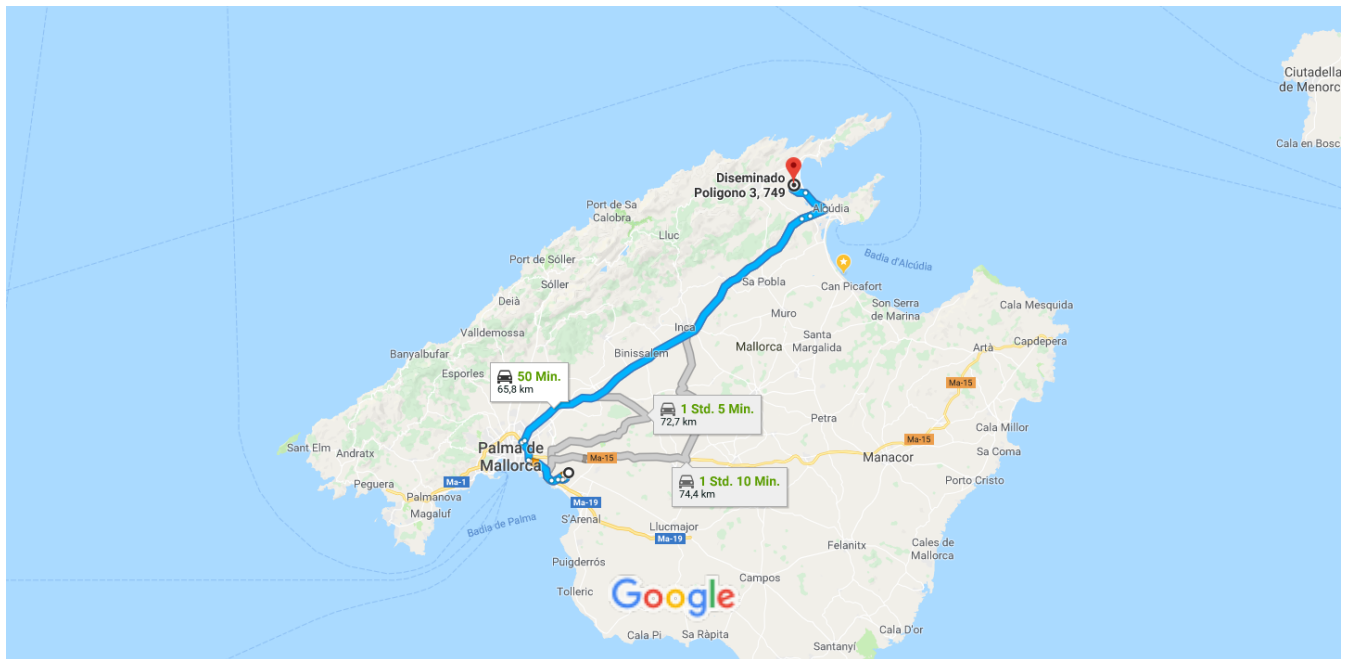 Ciutadella
de Menorc
Cala en Bosc
Diseminado
Poligono 3, 749
Port de Sa
Calobra
Alcúdia
Lluc
Badia d'Alcúdia
Port de Sóller
Sóller
Sa Pobla
Can Picafort
Deià
Son Serra
de Marina
Cala Mesquida
Muro
Valldemossa
Inca
Santa
Margalida
Artà
Capdepera
Banyalbufar
Binissalem
Mallorca
Esporles
50 Min.
65,8 km
Ma-15
1 Std. 5 Min.
72,7 km
Petra
Cala Millor
Sant Elm
Andratx
Palma de
Mallorca
Ma-15
Manacor
Sa Coma
Ma-15
Ma-1
Peguera
Palmanova
Magaluf
1 Std. 10 Min.
74,4 km
Porto Cristo
Ma-19
Badia de Palma
S'Arenal
Llucmajor
Ma-19
Felanitx
Cales de
Mallorca
Puigderrós
Tolleric
Campos
Google
Cala Pi
Sa Ràpita
Cala D'or
Santanyí